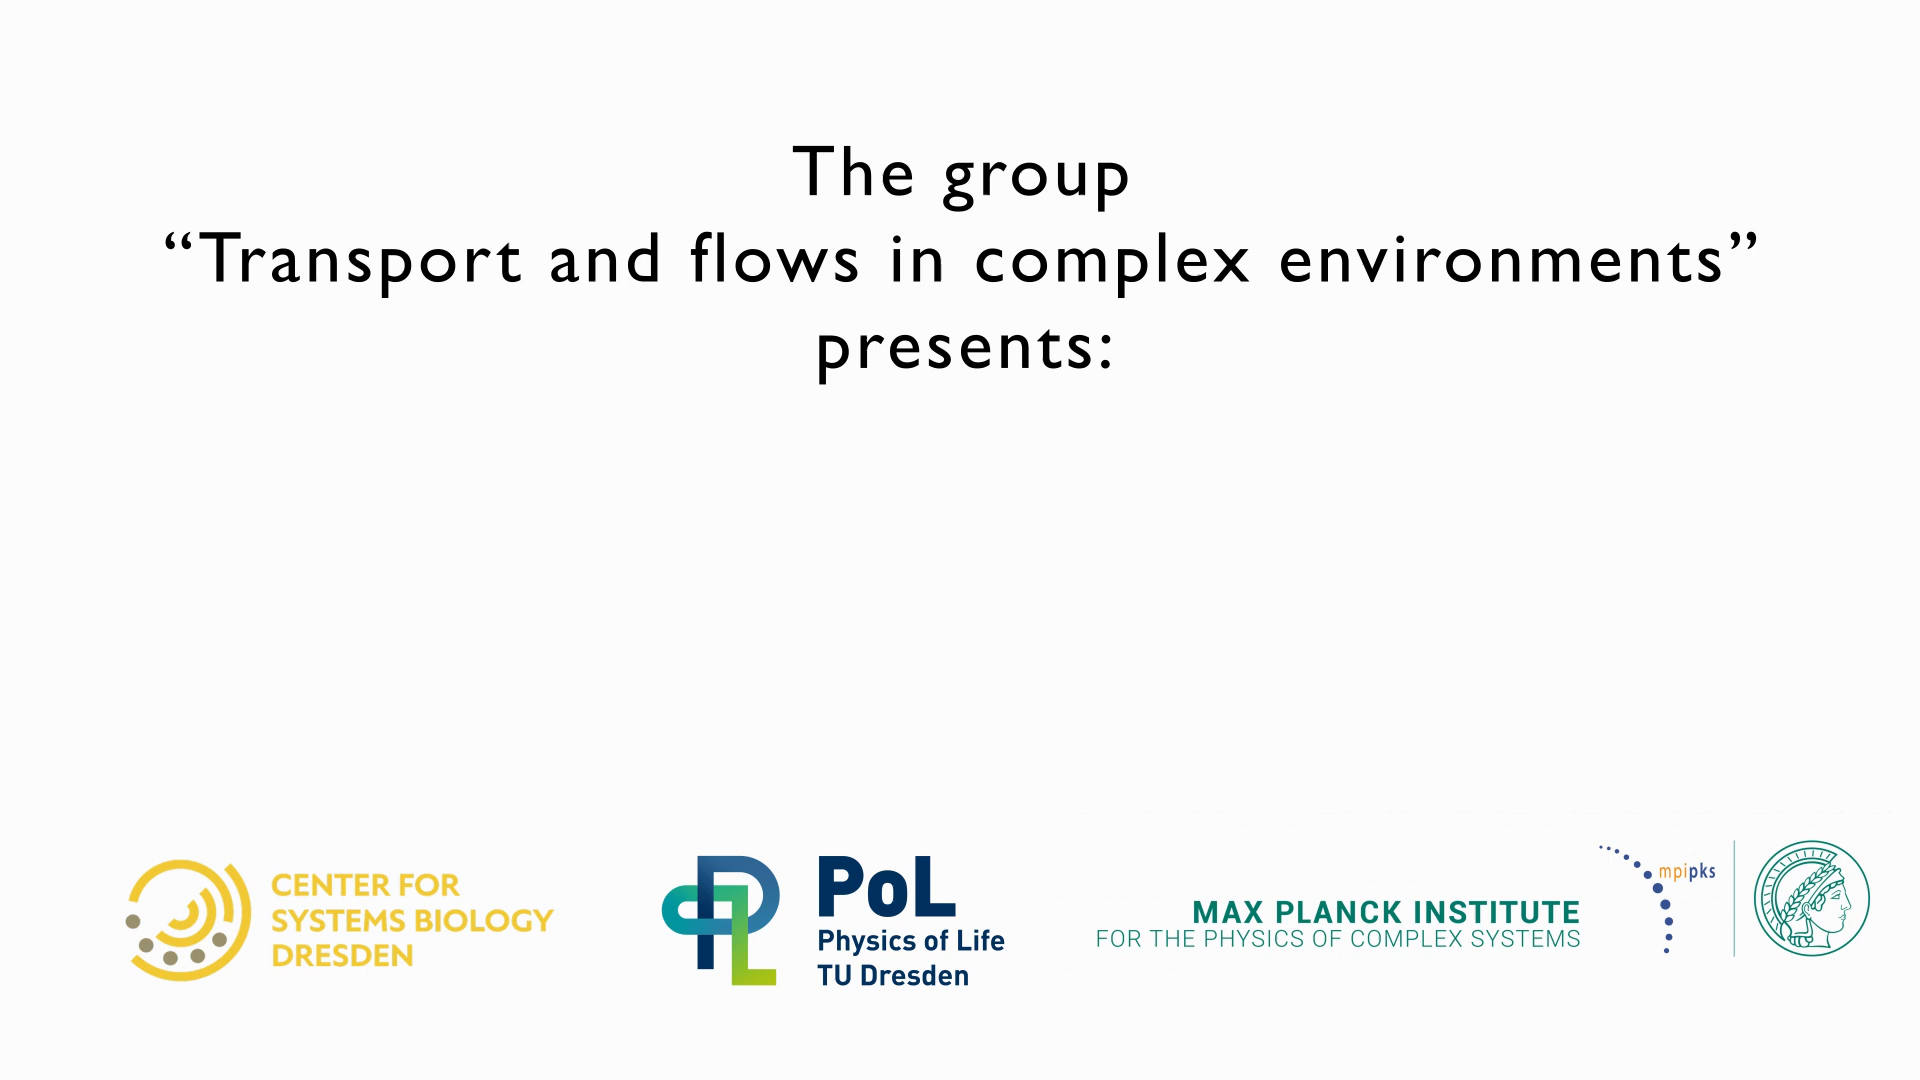 The group
“Transport and flows in complex environments”
presents:
CENTER FOR
SYSTEMS BIOLOGY
DRESDEN
PoL
Physics of Life
TU Dresden
MAX PLANCK INSTITUTE
FOR THE PHYSICS OF COMPLEX SYSTEMS
mpipks